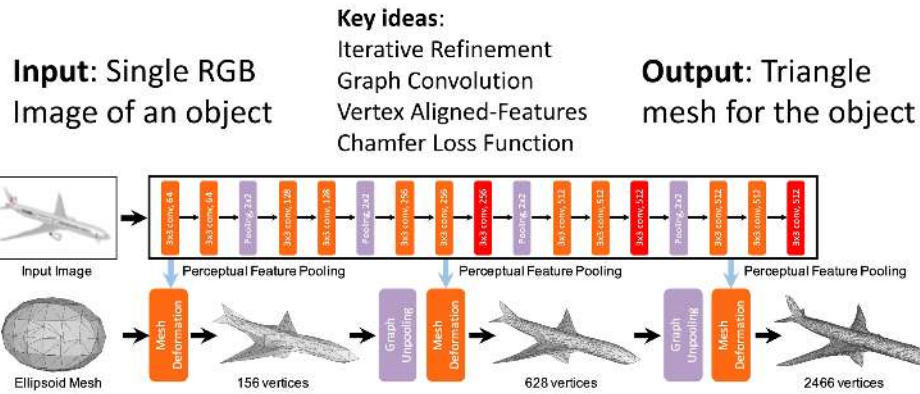 Key ideas:
Iterative Refinement
Graph Convolution
Vertex Aligned-Features
Chamfer Loss Function
Input: Single RGB
Image of an object
Output: Triangle
mesh for the object
3x3 conv, 64
3x3 conv, 64
Pooling, 2x2
3x3 conv, 128
3x3 conv, 128
Pooling, 2x2
3x3 conv, 256
3x3 conv, 256
3x3 conv, 256
Pooling, 2x2
3x3 conv, 512
3x3 conv, 512
3x3 conv, 512
Pooling, 2x2
3x3 conv, 512
3x3 conv, 512
3x3 conv, 512
Input Image
Perceptual Feature Pooling
Perceptual Feature Pooling
Perceptual Feature Pooling
Mesh
Deformation
Graph
Unpooling
Mesh
Deformation
Graph
Unpooling
Mesh
Deformation
Ellipsoid Mesh
156 vertices
628 vertices
2466 vertices